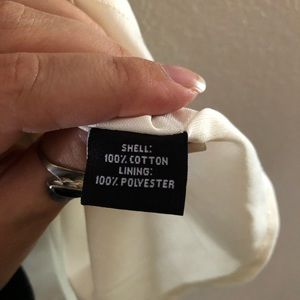 SHELL:
100% COTTON
LINING:
100% POLYESTER